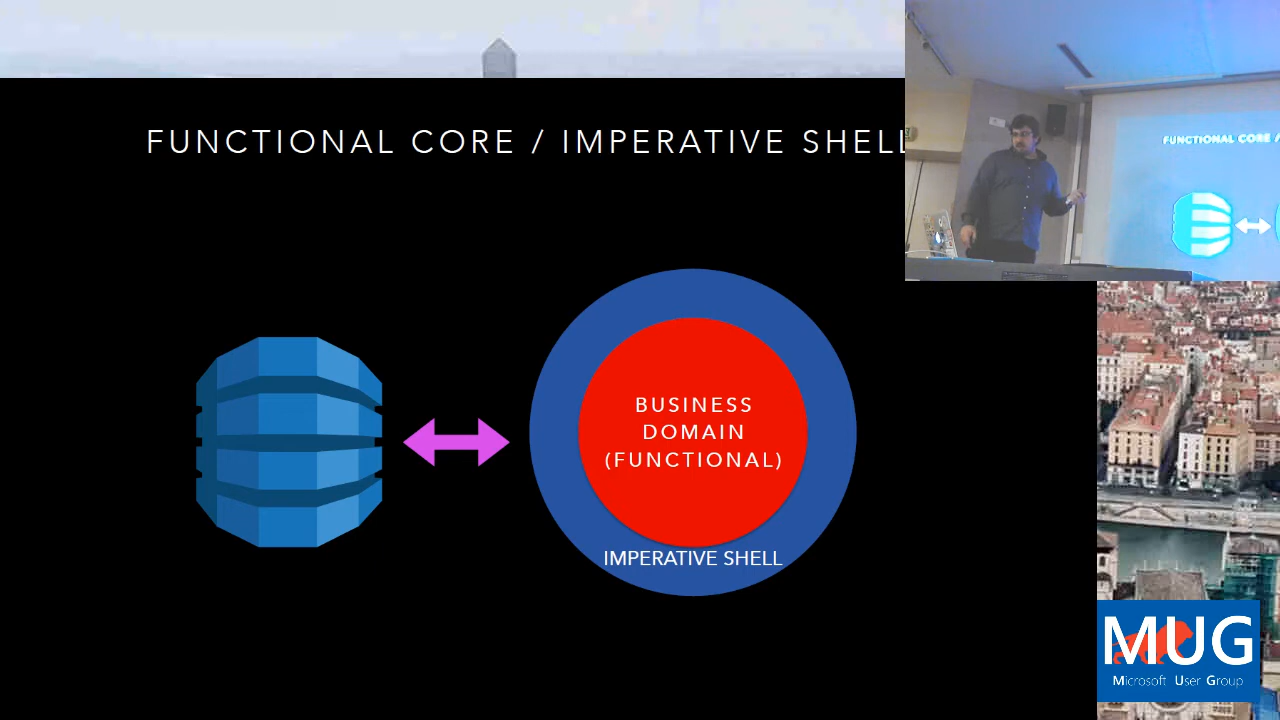 FUNCTIONAL CORE / IMPERATIVE SHELL
FUNCTIONAL CORE /
BUSINESS
DOMAIN
(FUNCTIONAL)
IMPERATIVE SHELL
MUG
Microsoft User Group